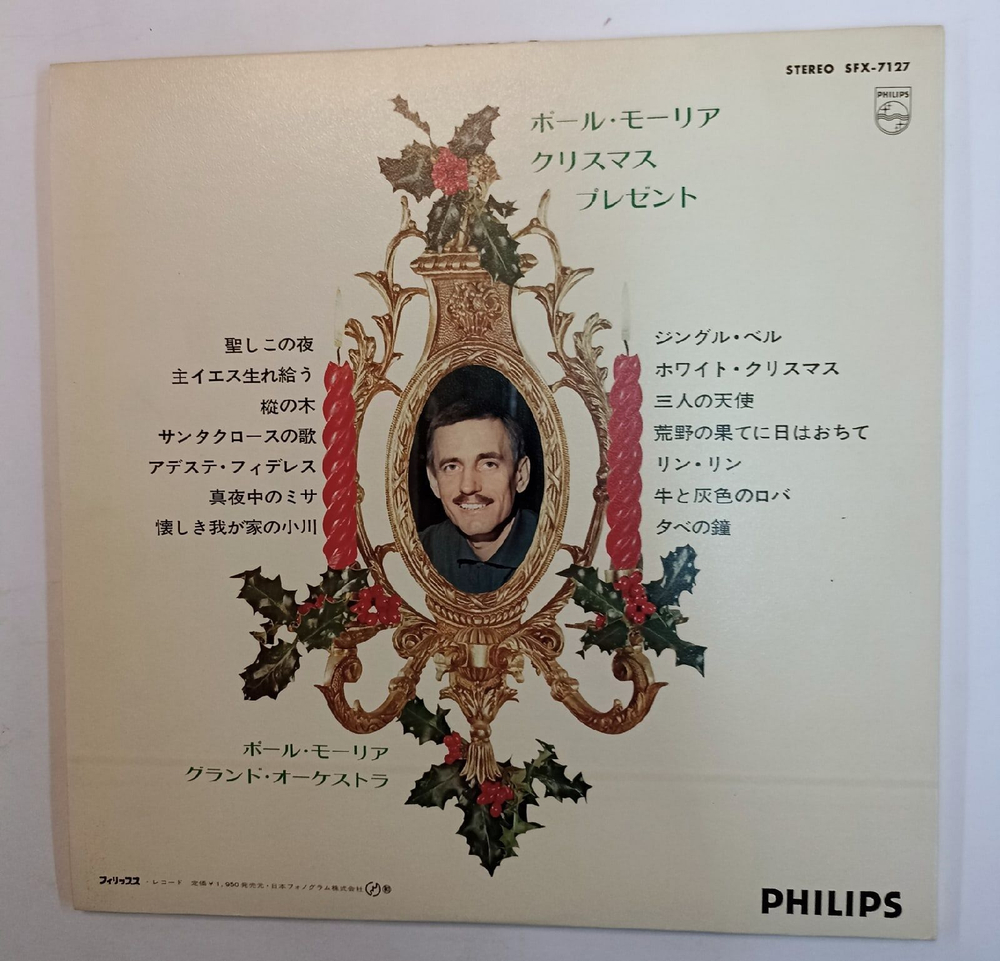 STEREO SFX-7127
PHILIPS
ポール・モーリア
クリスマス
プレゼント
聖しこの夜
主イエス生れ給う
樅の木
サンタクロースの歌
アデステ・フィデレス
真夜中のミサ
懐しき我が家の小川
ジングル・ベル
ホワイト・クリスマス
三人の天使
荒野の果てに日はおちて
リン・リン
牛と灰色のロバ
夕べの鐘
ポール・モーリア
グランド・オーケストラ
フィリップス・レコード 定価¥1,950 発売元・日本フォノグラム株式会社
PHILIPS